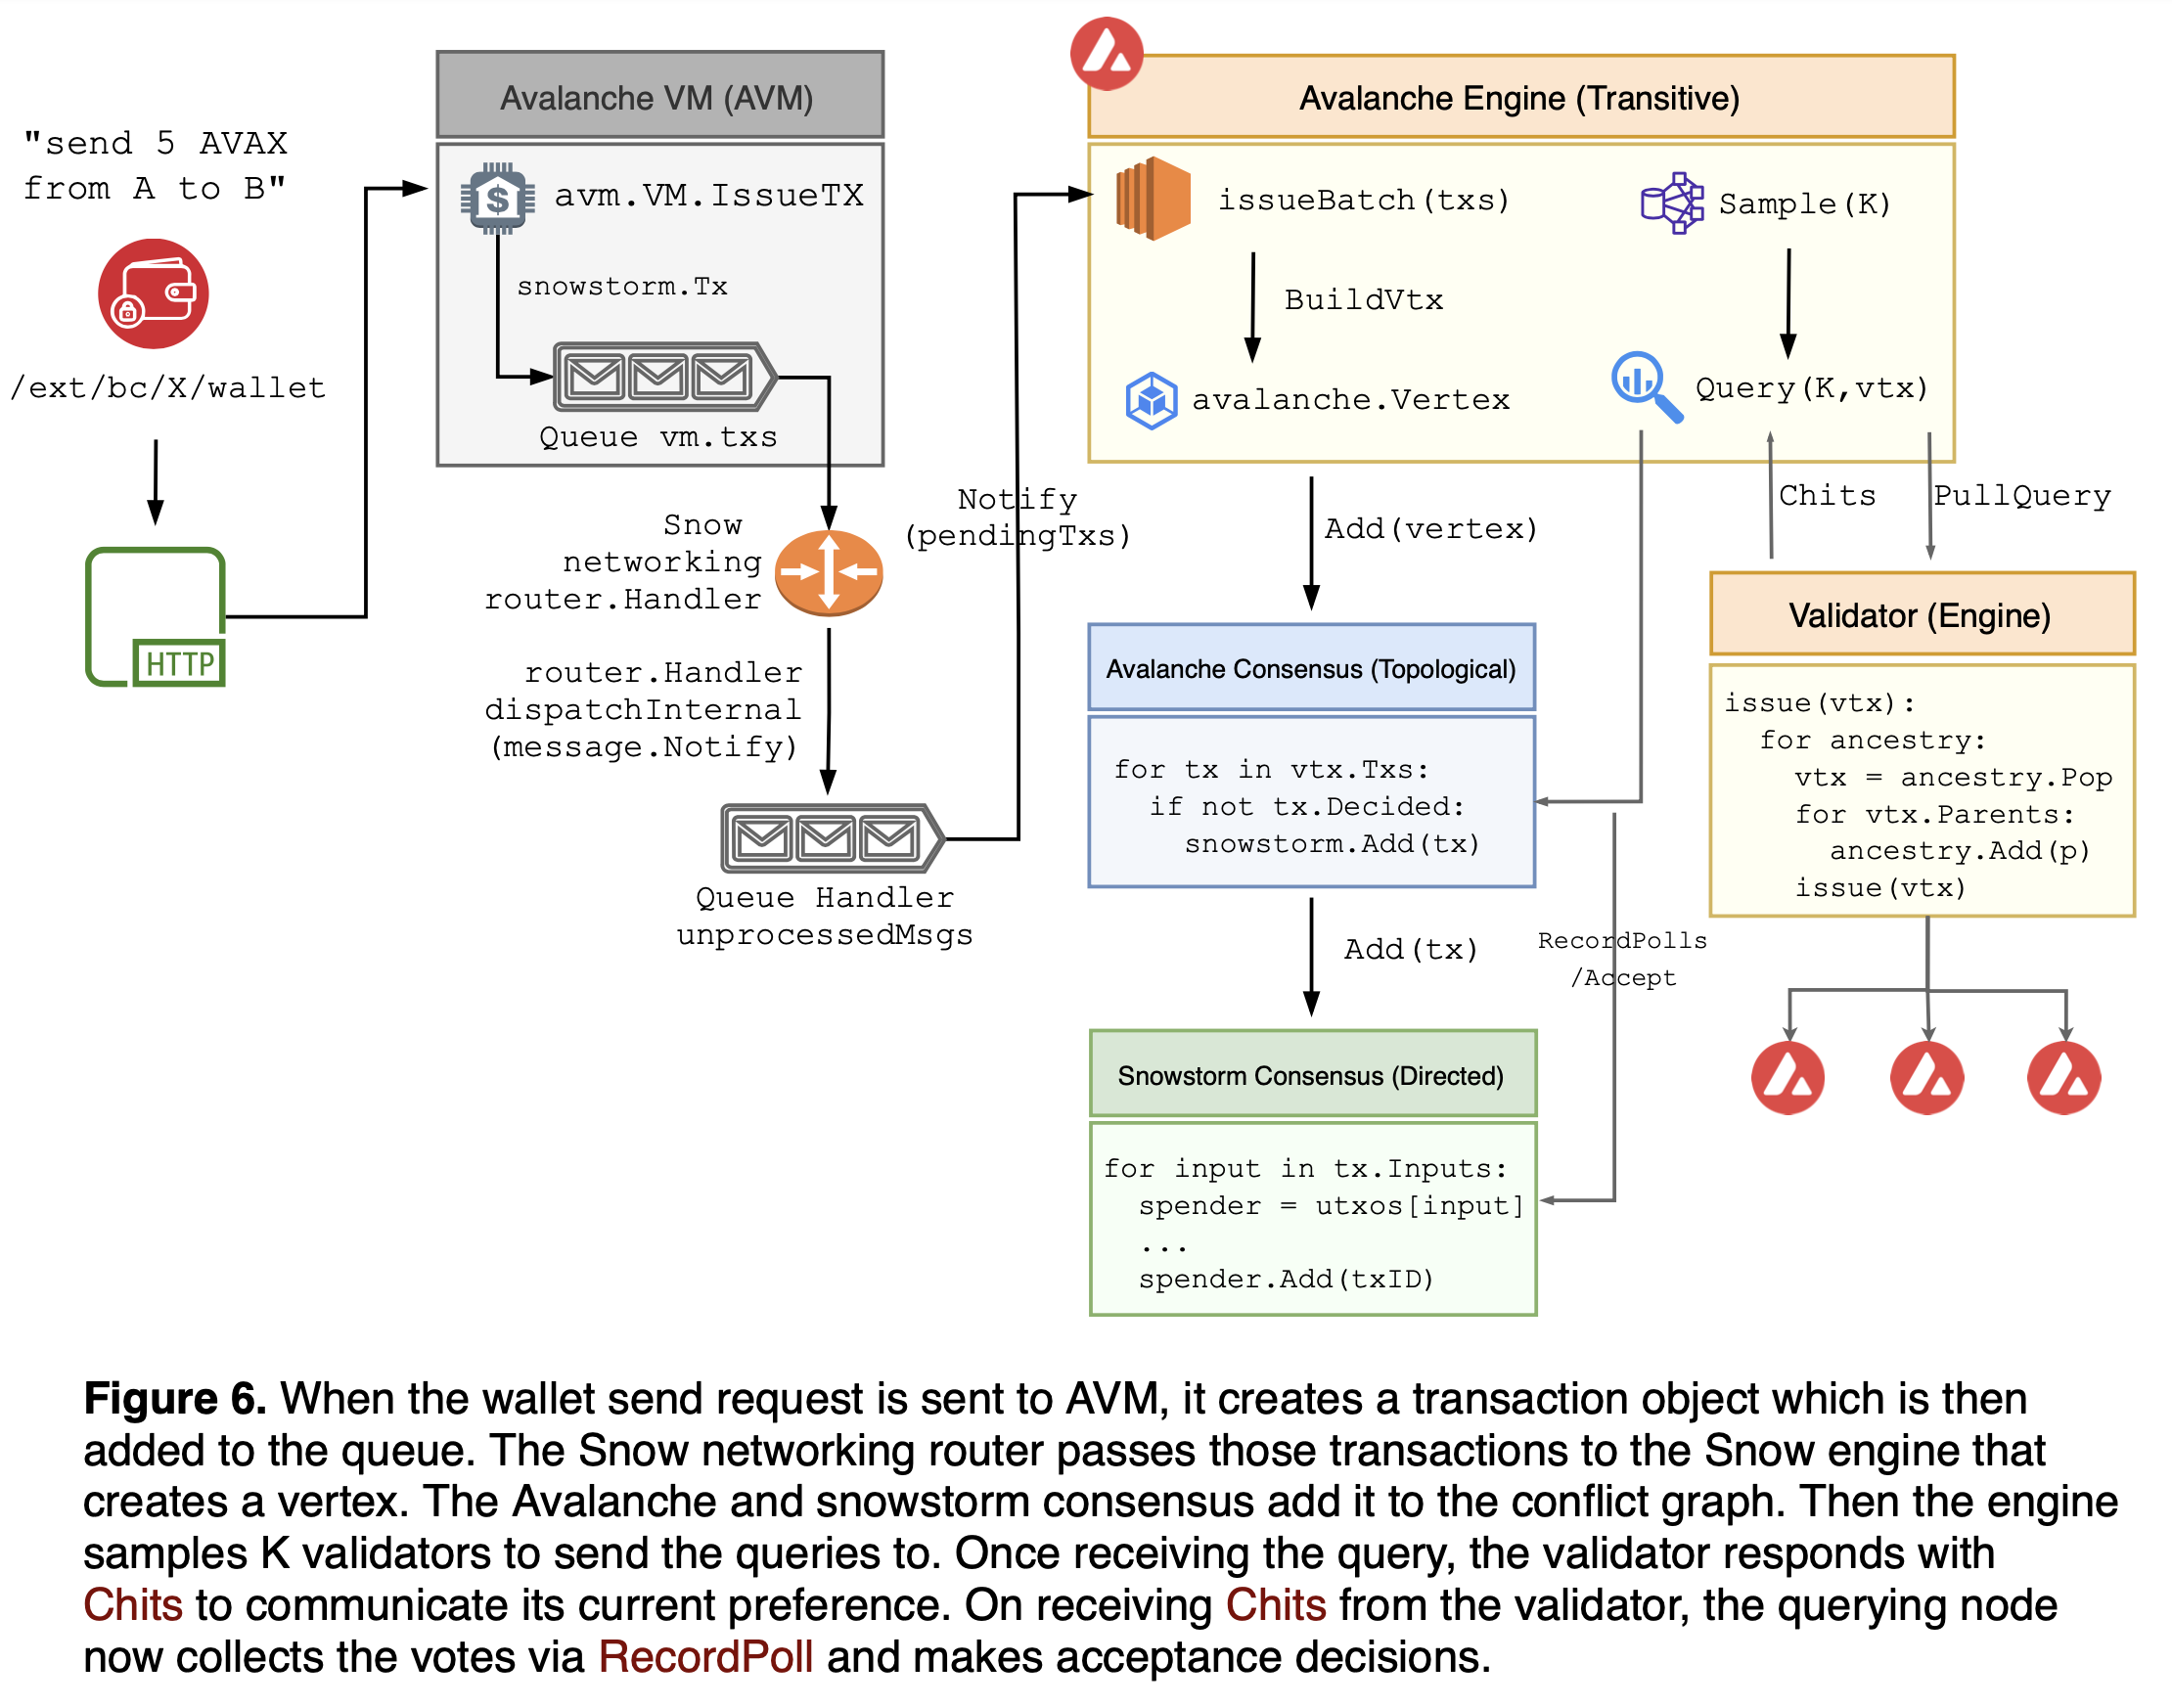 "send 5 AVAX
from A to B"
/ext/bc/X/wallet
HTTP
Avalanche VM (AVM)
avm.VM.IssueTX
snowstorm.Tx
Queue vm.txs
Snow
networking
router.Handler
router.Handler
dispatchInternal
(message.Notify)
Queue Handler
unprocessedMsgs
Notify
(pendingTxs)
Avalanche Engine (Transitive)
issueBatch(txs)
BuildVtx
avalanche.Vertex
Sample(K)
Query(K,vtx)
Add(vertex)
Chits
PullQuery
Avalanche Consensus (Topological)
for tx in vtx.Txs:
if not tx.Decided:
snowstorm.Add(tx)
Add(tx)
RecordPolls
/Accept
Snowstorm Consensus (Directed)
for input in tx.Inputs:
spender = utxos[input]
...
spender.Add(txID)
Validator (Engine)
issue(vtx):
for ancestry:
vtx = ancestry.Pop
for vtx.Parents:
ancestry.Add(p)
issue(vtx)
Figure 6. When the wallet send request is sent to AVM, it creates a transaction object which is then
added to the queue. The Snow networking router passes those transactions to the Snow engine that
creates a vertex. The Avalanche and snowstorm consensus add it to the conflict graph. Then the engine
samples K validators to send the queries to. Once receiving the query, the validator responds with
Chits to communicate its current preference. On receiving Chits from the validator, the querying node
now collects the votes via RecordPoll and makes acceptance decisions.